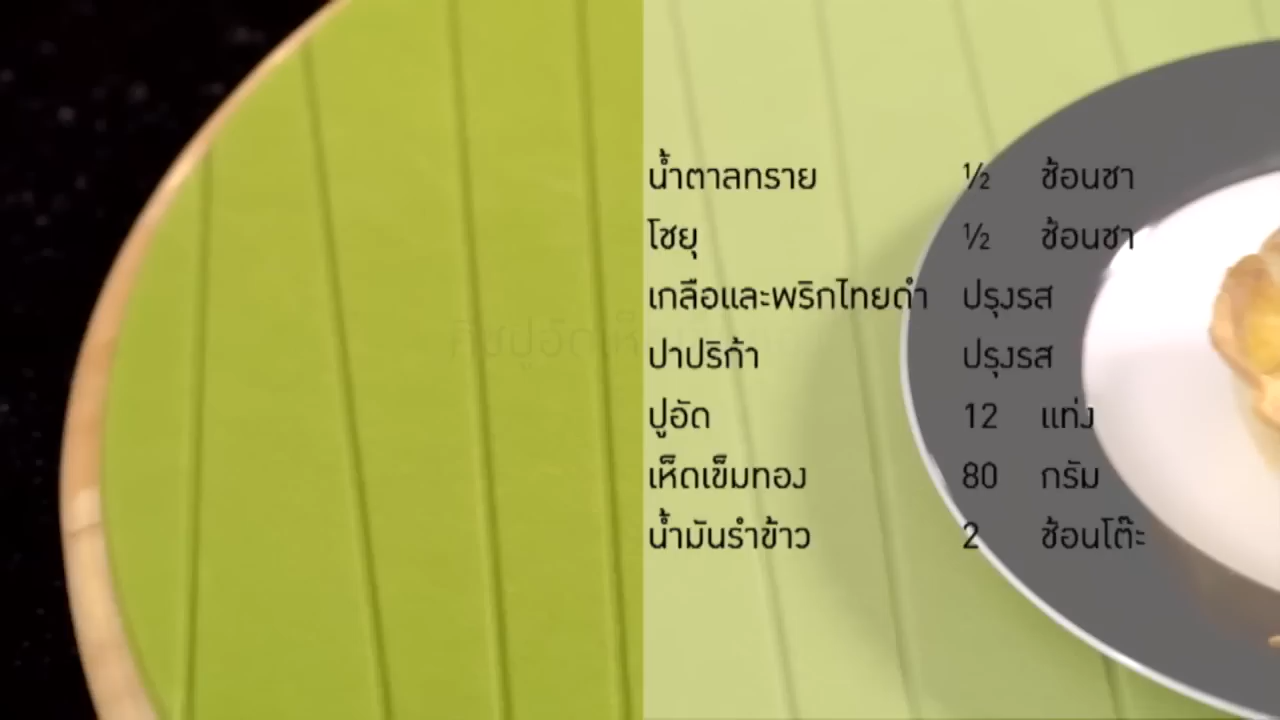 น้ำตาลทราย ½ ช้อนชา
โชยุ ½ ช้อนชา
เกลือและพริกไทยดำ ปรุงรส
ปาปริก้า ปรุงรส
ปูอัด 12 แท่ง
เห็ดเข็มทอง 80 กรัม
น้ำมันรำข้าว 2 ช้อนโต๊ะ